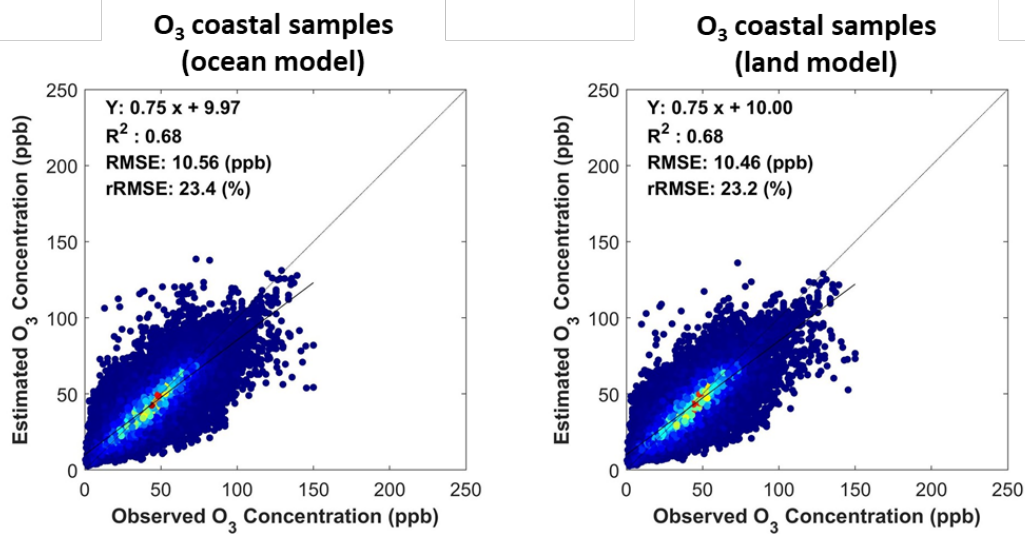 O3 coastal samples
(ocean model)
Y: 0.75 x + 9.97
R2 : 0.68
RMSE: 10.56 (ppb)
rRMSE: 23.4 (%)
Estimated O3 Concentration (ppb)
250
200
150
100
50
0
0 50 100 150 200 250
Observed O3 Concentration (ppb)
O3 coastal samples
(land model)
Y: 0.75 x + 10.00
R2 : 0.68
RMSE: 10.46 (ppb)
rRMSE: 23.2 (%)
Estimated O3 Concentration (ppb)
250
200
150
100
50
0
0 50 100 150 200 250
Observed O3 Concentration (ppb)